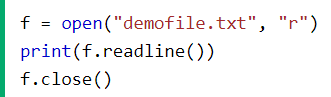 f = open("demofile.txt", "r")
print(f.readline())
f.close()